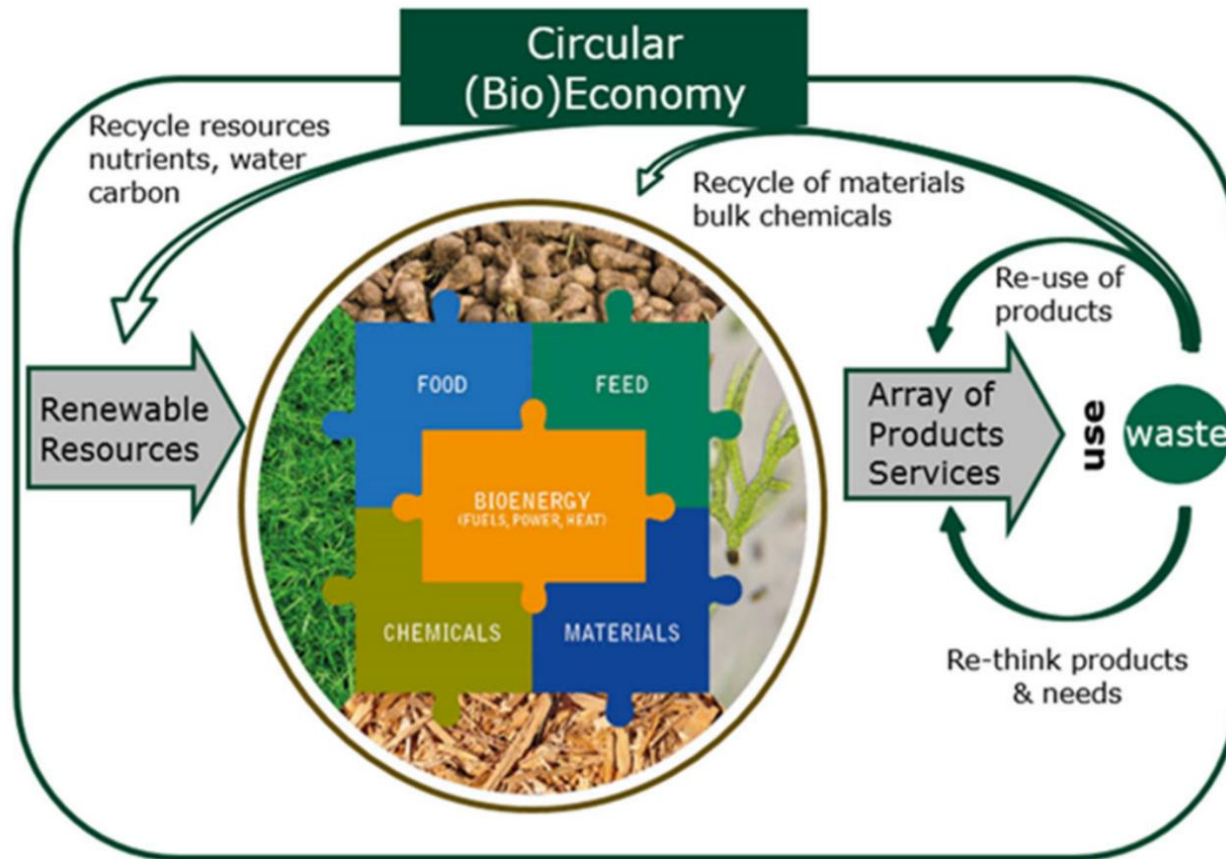 Circular
(Bio)Economy
Recycle resources
nutrients, water
carbon
Recycle of materials
bulk chemicals
Re-use of
products
Renewable
Resources
FOOD
FEED
BIOENERGY
(FUELS, POWER, HEAT)
CHEMICALS
MATERIALS
Array of
Products
Services
use
waste
Re-think products
& needs